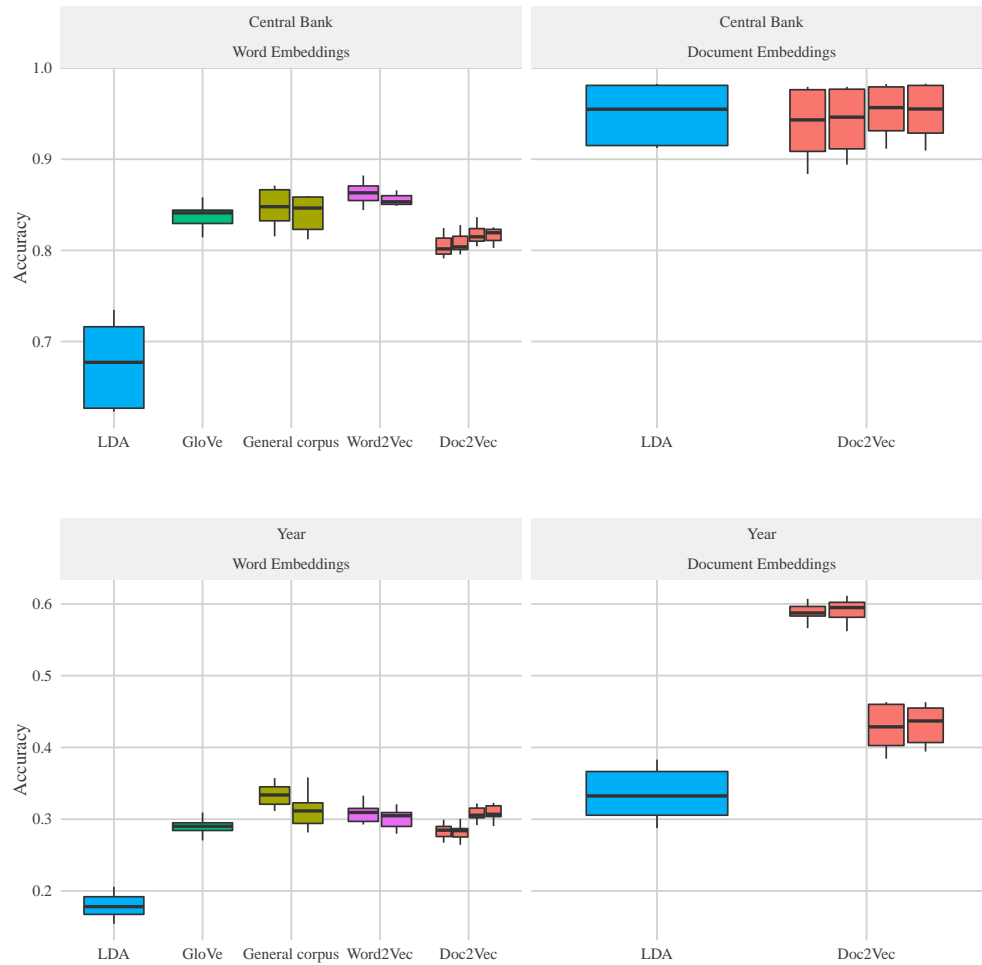 Central Bank
Word Embeddings
Central Bank
Document Embeddings
1.0
0.9
0.8
0.7
Accuracy
LDA GloVe General corpus Word2Vec Doc2Vec
LDA Doc2Vec
Year
Word Embeddings
Year
Document Embeddings
0.6
0.5
0.4
0.3
0.2
Accuracy
LDA GloVe General corpus Word2Vec Doc2Vec
LDA Doc2Vec